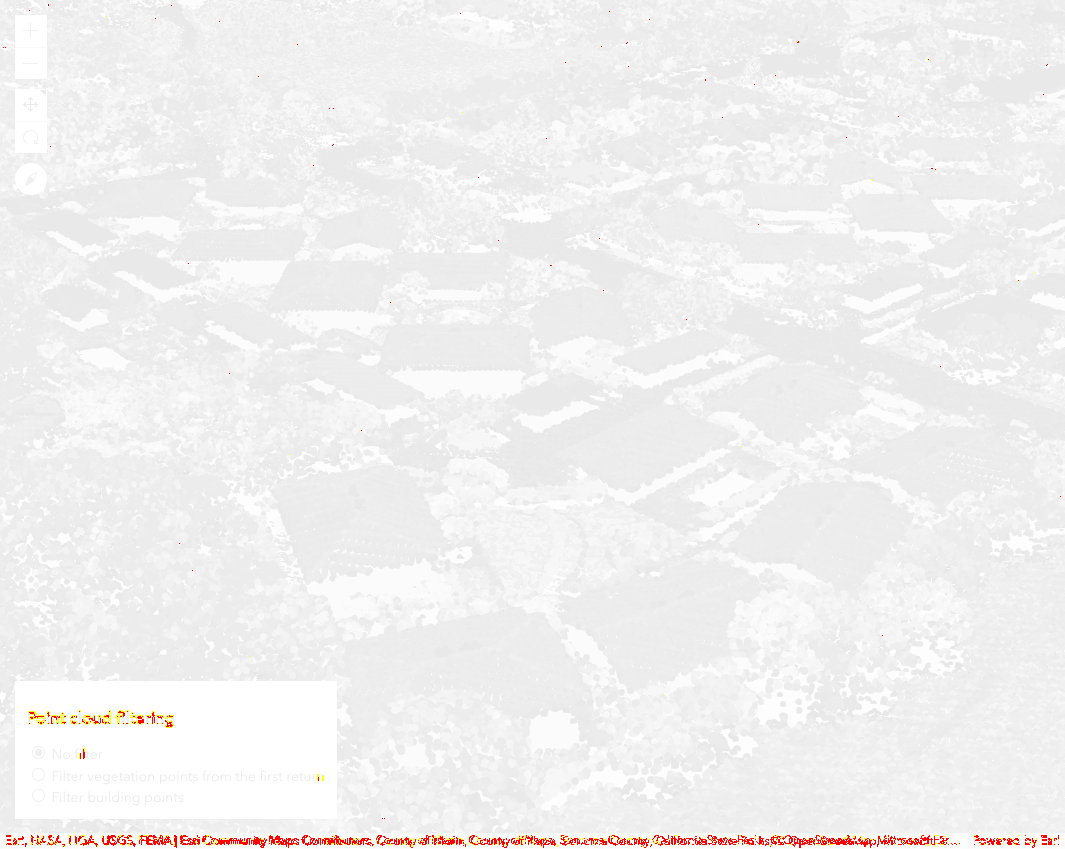 Point cloud filtering
No filter
Filter vegetation points from the first return
Filter building points
Esri, NASA, NGA, USGS, FEMA | Esri Community Maps Contributors, County of Marin, County of Napa, Sonoma County, California State Parks, © OpenStreetMap, Microsoft, Powered by Esri